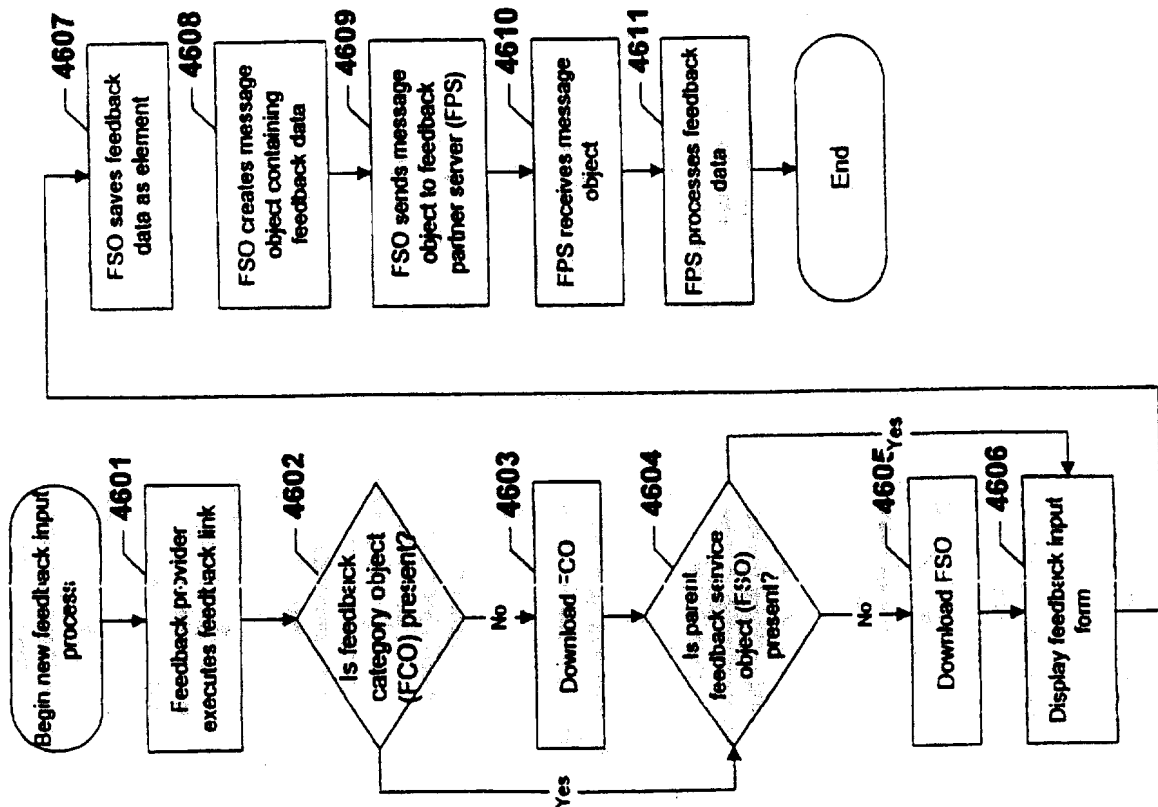 Begin new feedback input
process
4601
Feedback provider
executes feedback link
4602
Is feedback
category object
(FCO) present?
Yes
No
4603
Download FCO
4604
Is parent
feedback service
object (FSO)
present?
Yes
No
4605
Download FSO
4606
Display feedback input
form
4607
FSO saves feedback
data as element
4608
FSO creates message
object containing
feedback data
4609
FSO sends message
object to feedback
partner server (FPS)
4610
FPS receives message
object
4611
FPS processes feedback
data
End